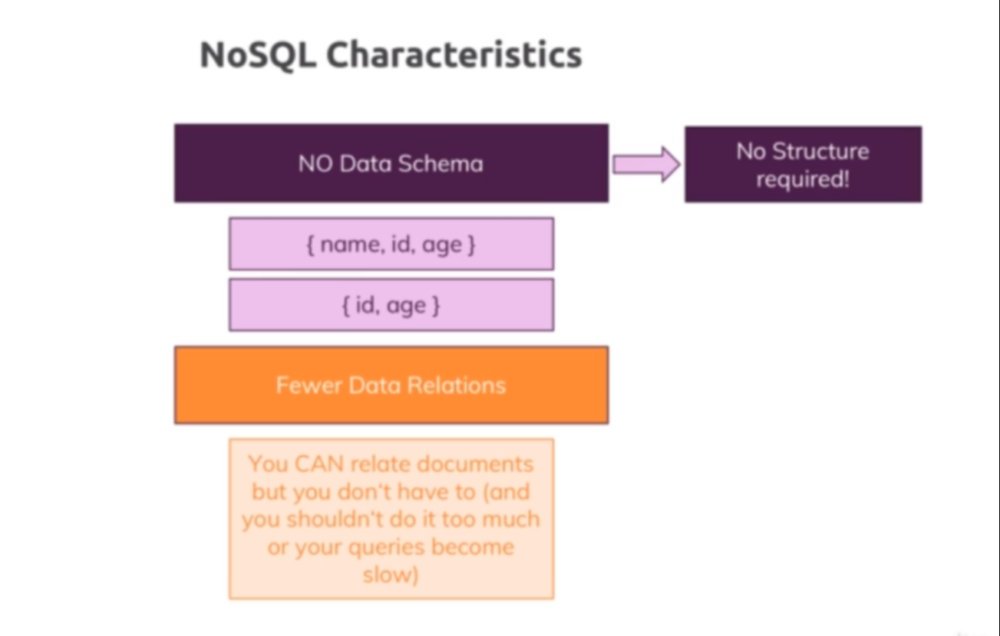 NoSQL Characteristics
NO Data Schema
No Structure
required!
{ name, id, age }
{ id, age }
Fewer Data Relations
You CAN relate documents
but you don't have to (and
you shouldn't do it too much
or your queries become
slow)